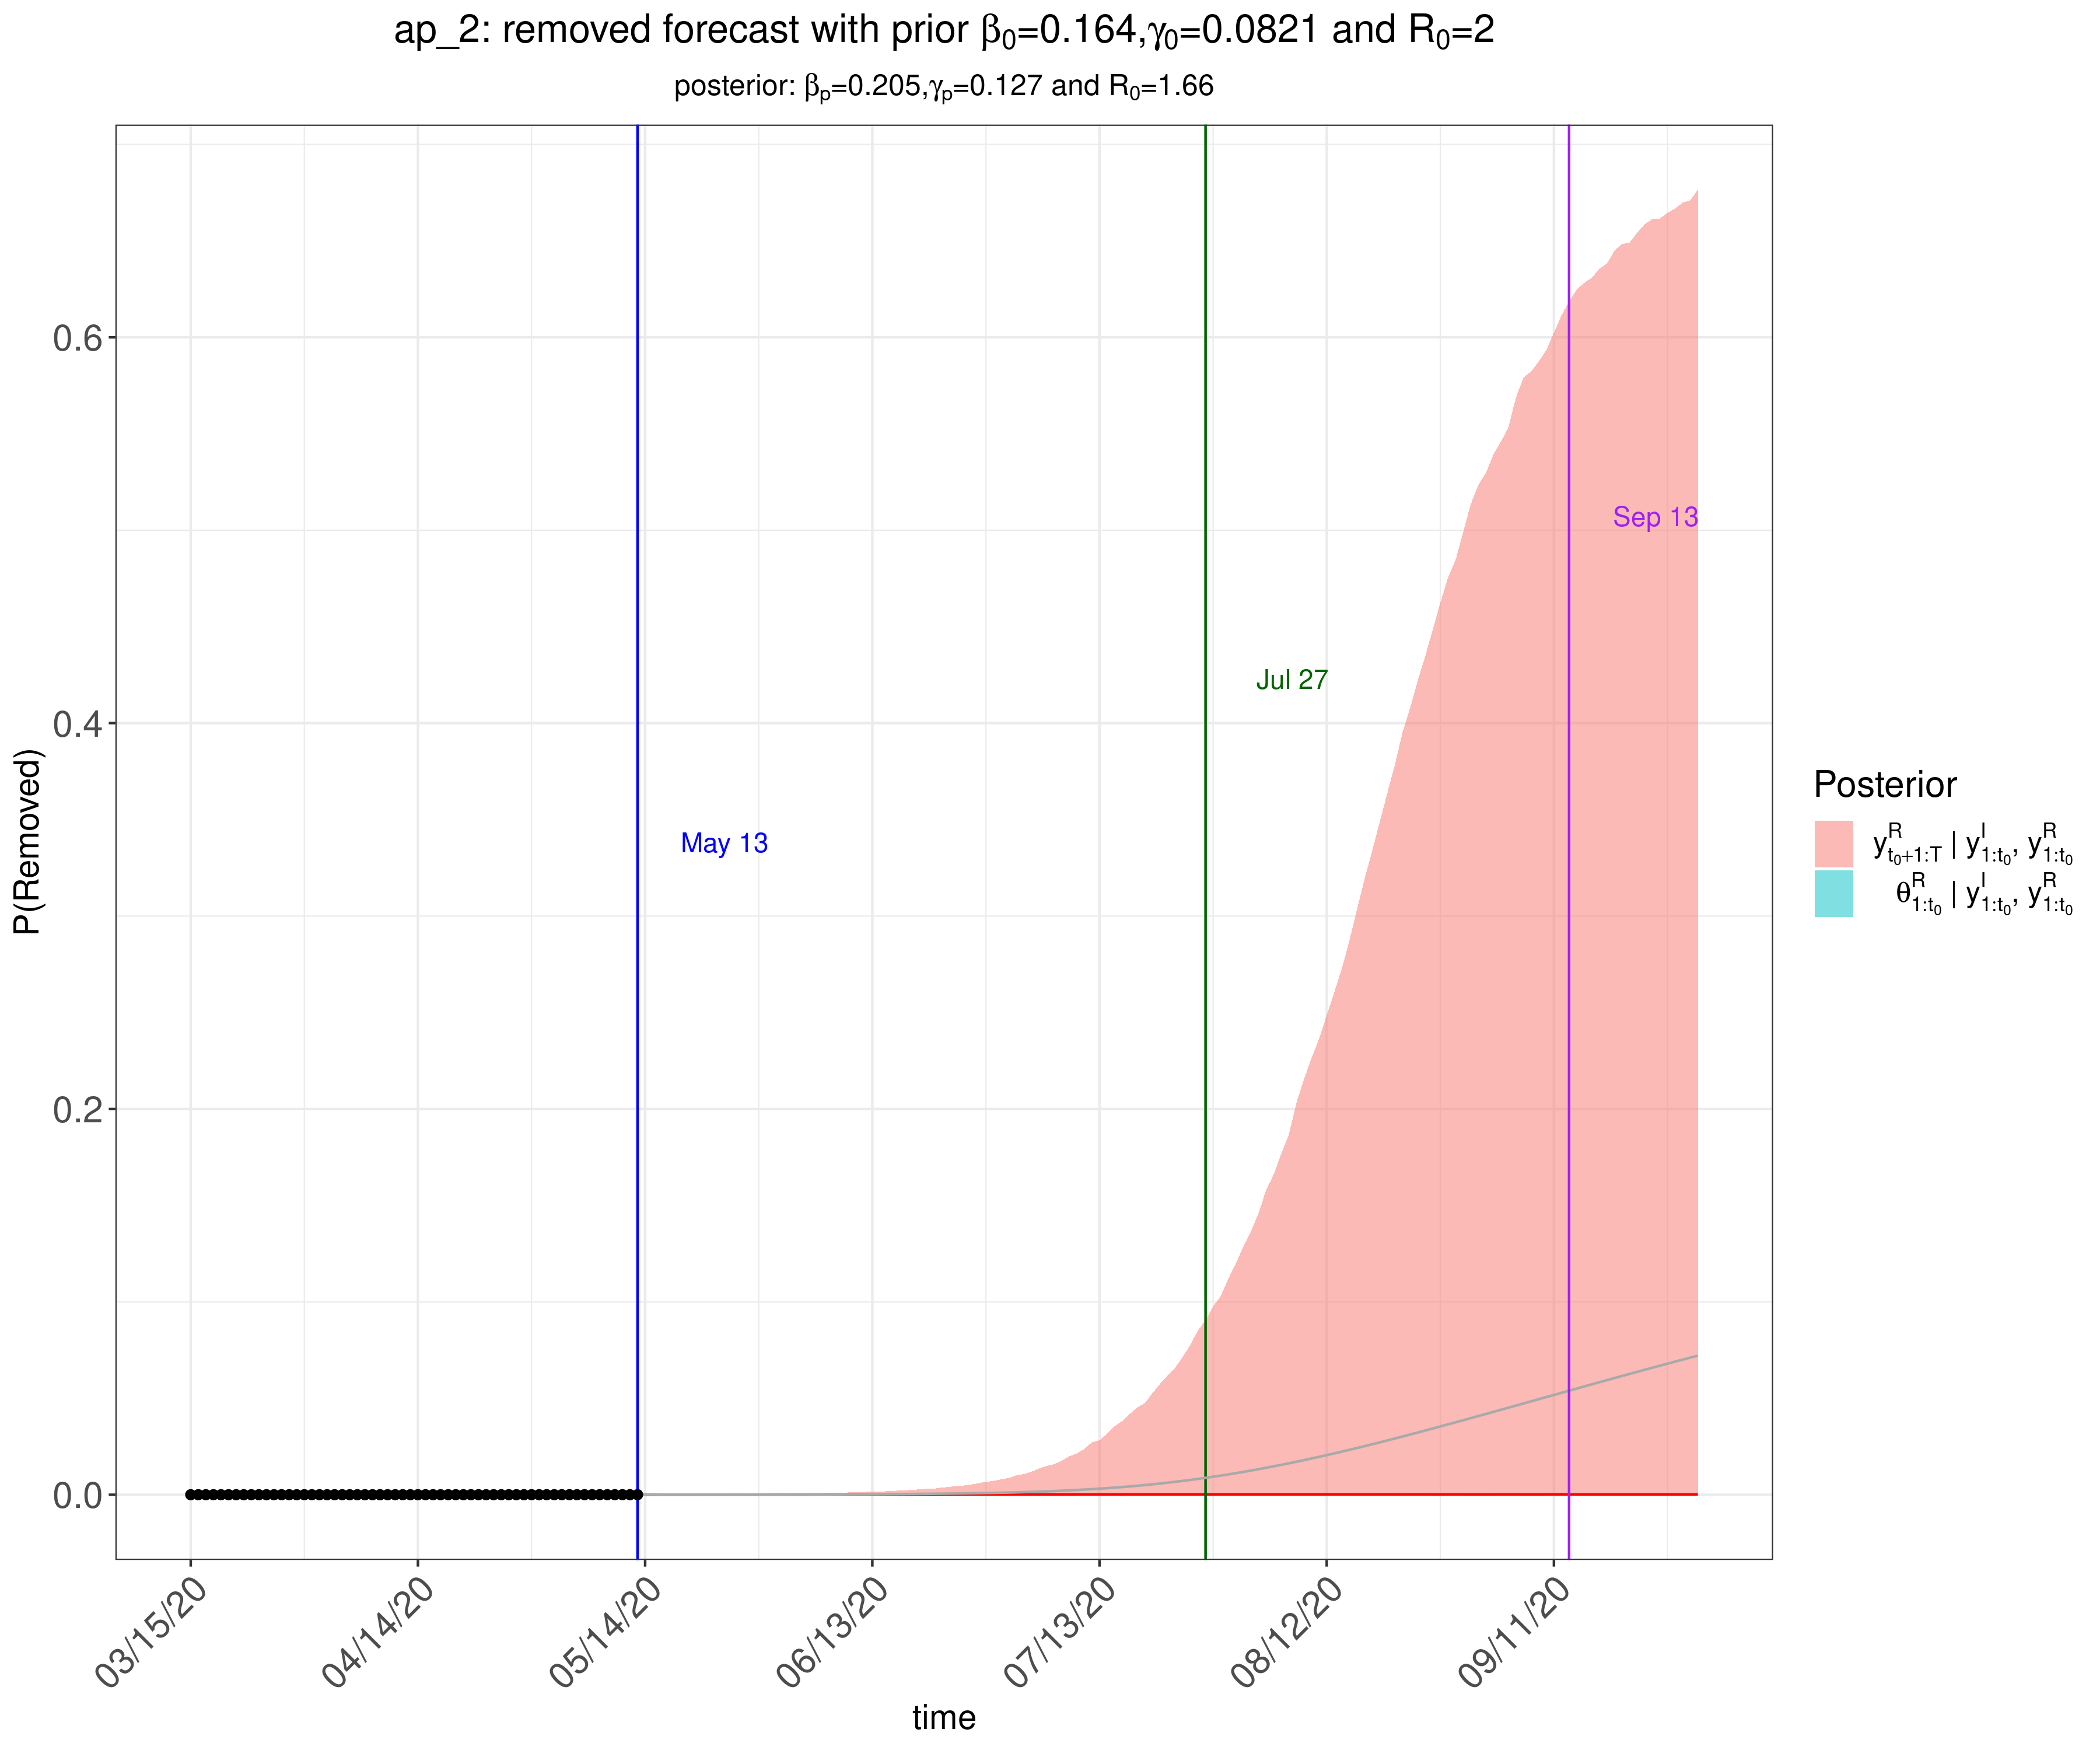 ap_2: removed forecast with prior β₀=0.164,γ₀=0.0821 and R₀=2
posterior: βₚ=0.205,γₚ=0.127 and R₀=1.66
P(Removed)
0.6
0.4
0.2
0.0
May 13
Jul 27
Sep 13
03/15/20
04/14/20
05/14/20
06/13/20
07/13/20
08/12/20
09/11/20
time
Posterior
y^R_{t₀+1:T} | y^I_{1:t₀}, y^R_{1:t₀}
θ^R_{1:t₀} | y^I_{1:t₀}, y^R_{1:t₀}